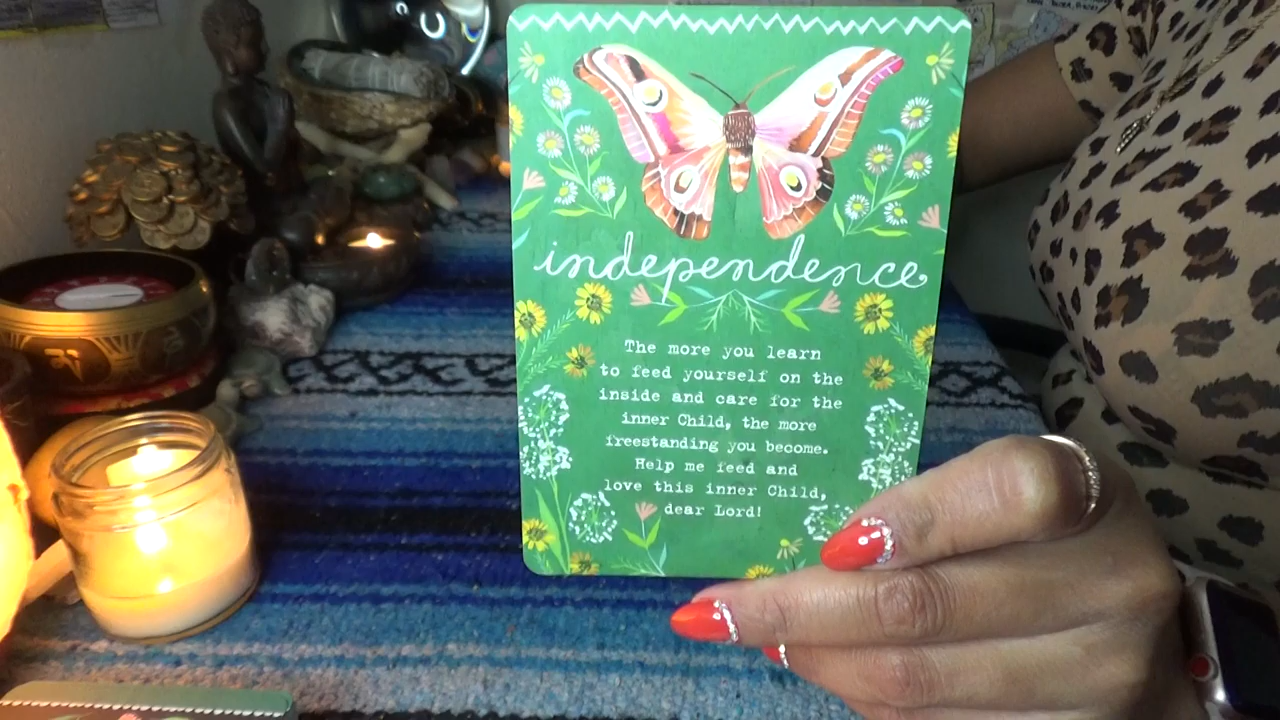 independence
The more you learn
to feed yourself on the
inside and care for the
inner Child, the more
freestanding you become.
Help me feed and
love this inner Child,
dear Lord!